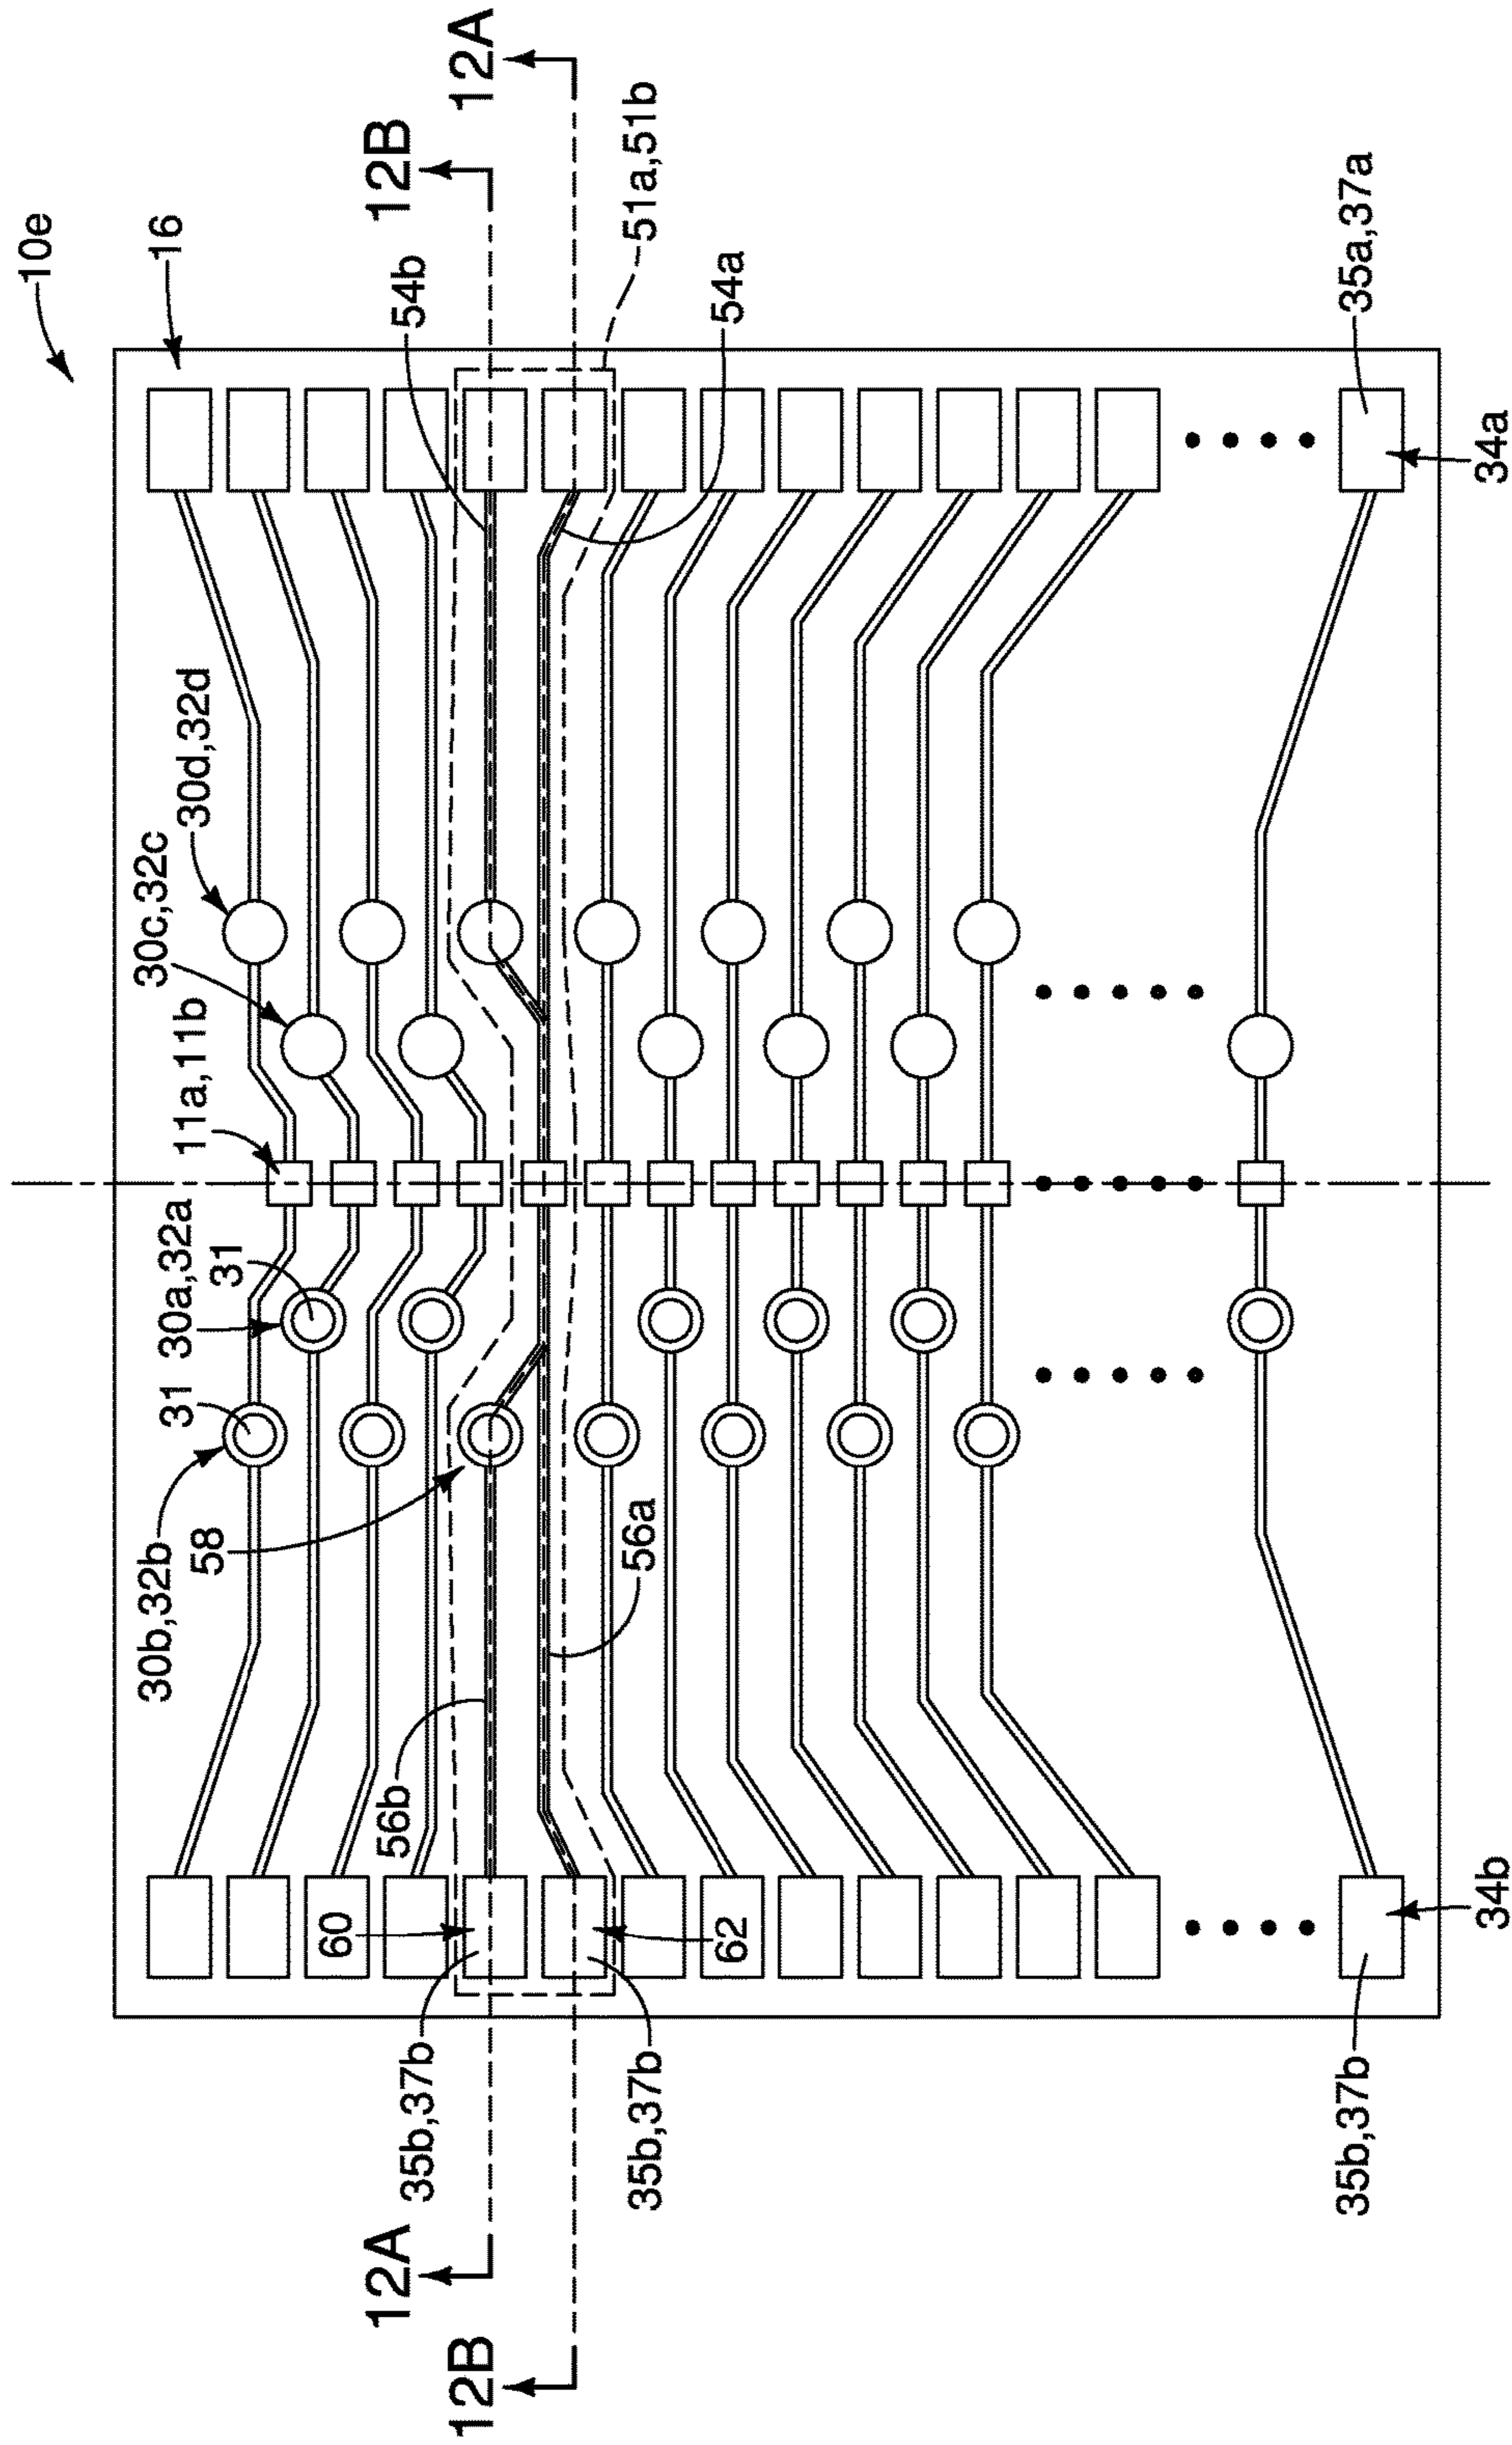 10e
16
12B
12A
54b
51a,51b
54a
35a,37a
34a
30d,32d
30c,32c
11a,11b
30a,32a
31
31
30b,32b
58
56a
56b
60
62
34b
35b,37b
35b,37b
35b,37b
12A
12B